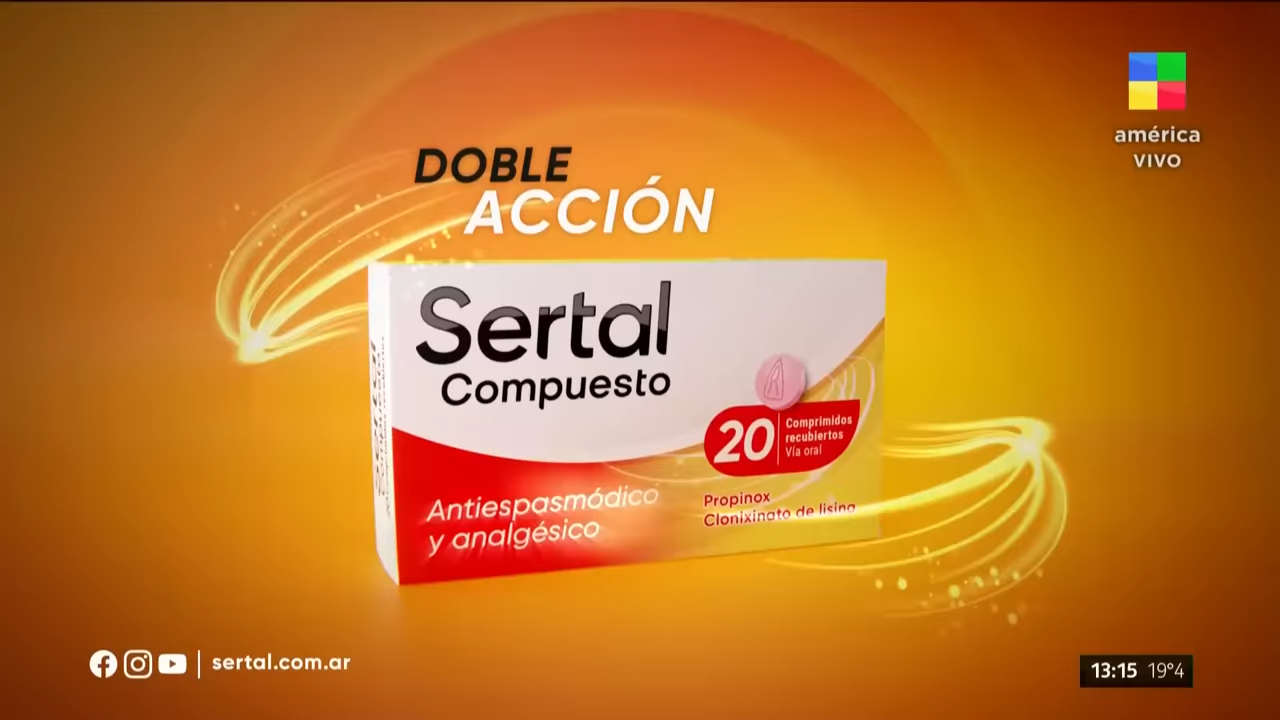 DOBLE
ACCIÓN
américa
VIVO
Sertal
Compuesto
20
Comprimidos
recubiertos
Vía oral
Antiespasmódico
y analgésico
Propinox
Clonixinato de lisina
sertal.com.ar
13:15 19°4